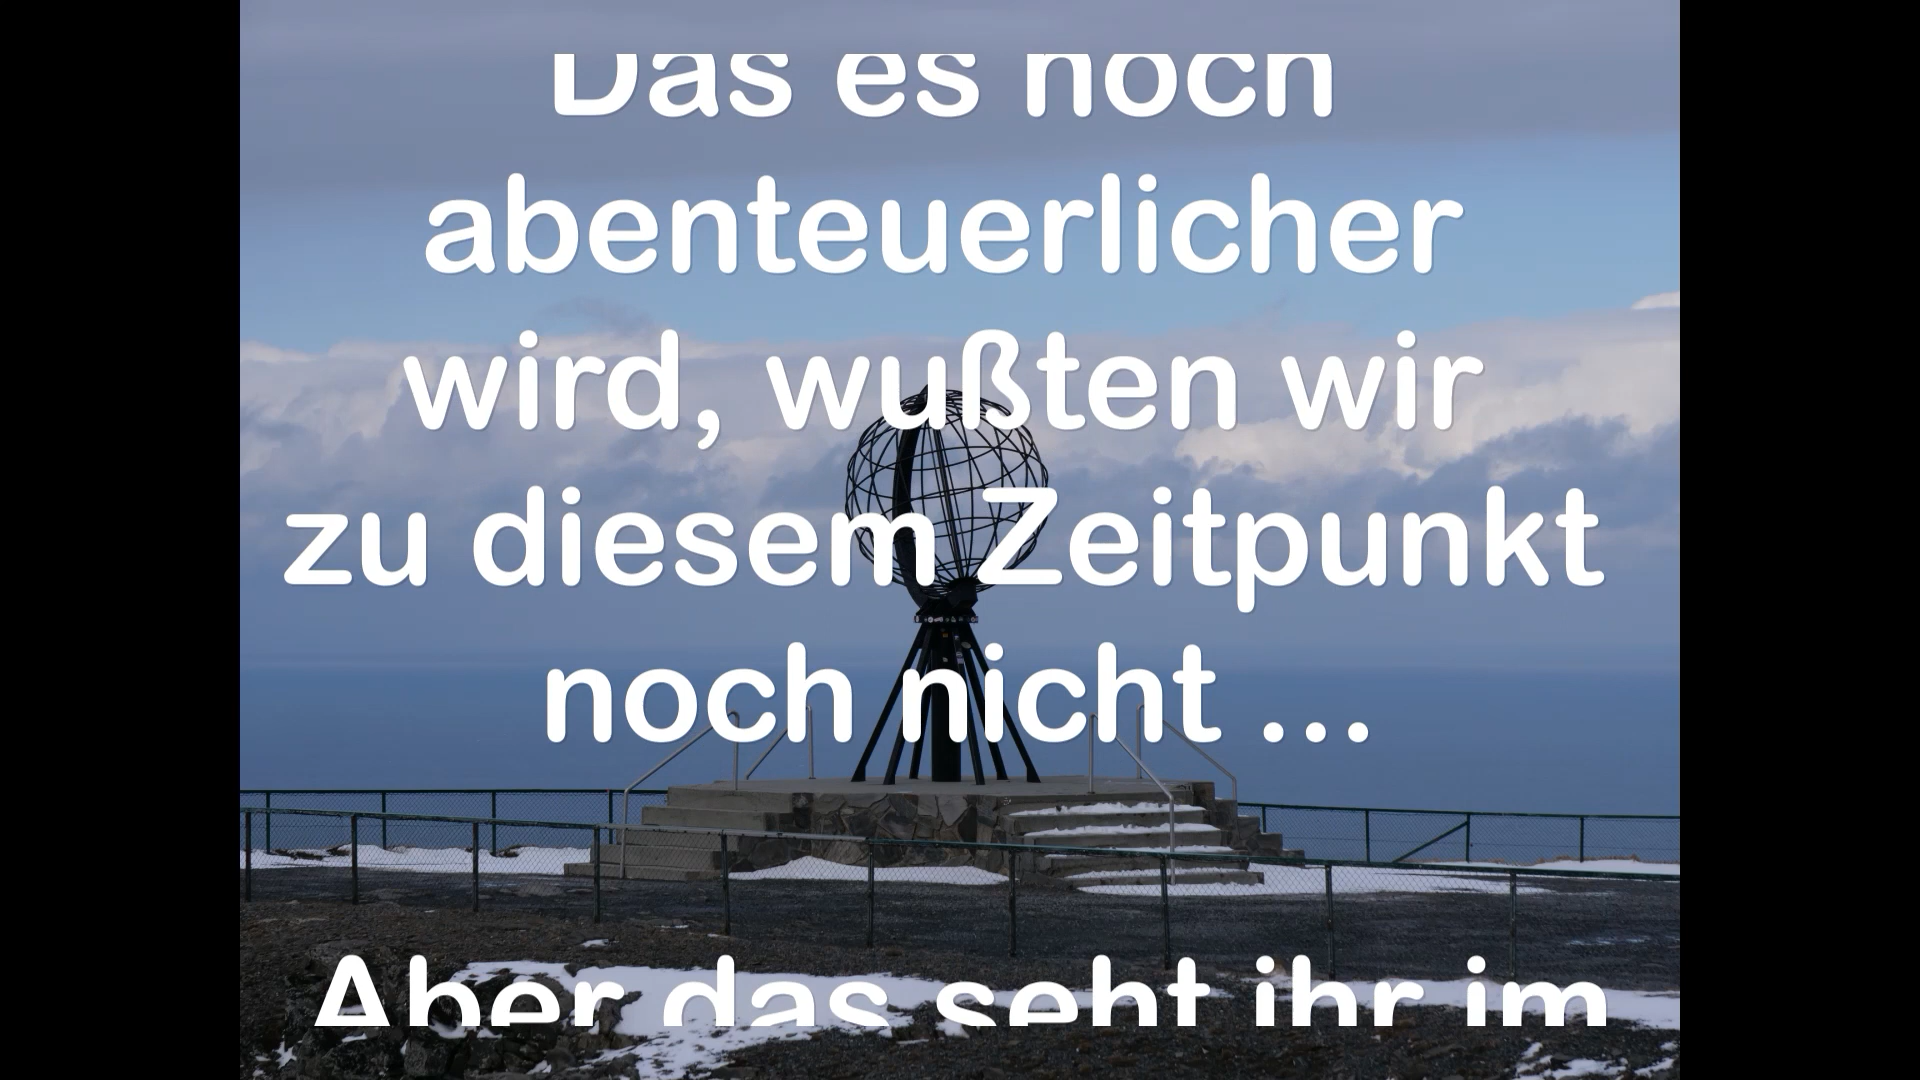 Das es noch
abenteuerlicher
wird, wußten wir
zu diesem Zeitpunkt
noch nicht ...
Aber das seht ihr im